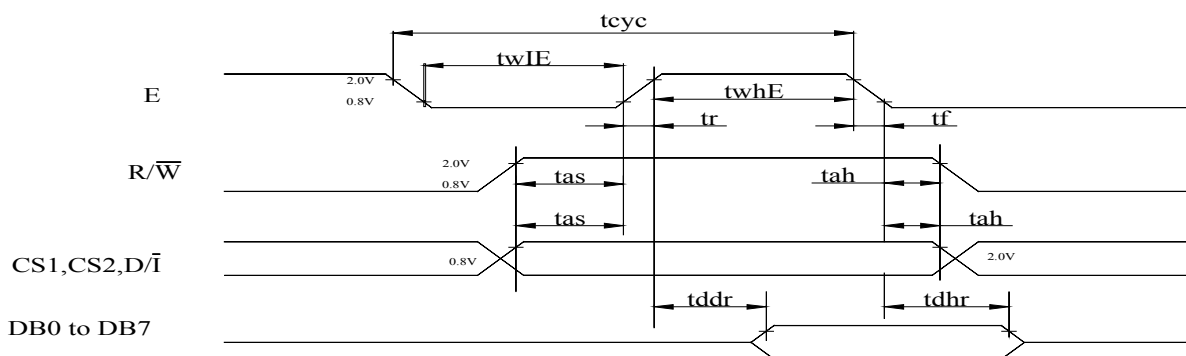 tcyc
twIE
2.0V
E
0.8V
twhE
tr
tf
R/W̅
2.0V
0.8V
tas
tah
tas
tah
CS1,CS2,D/I̅
0.8V
2.0V
tddr
tdhr
DB0 to DB7